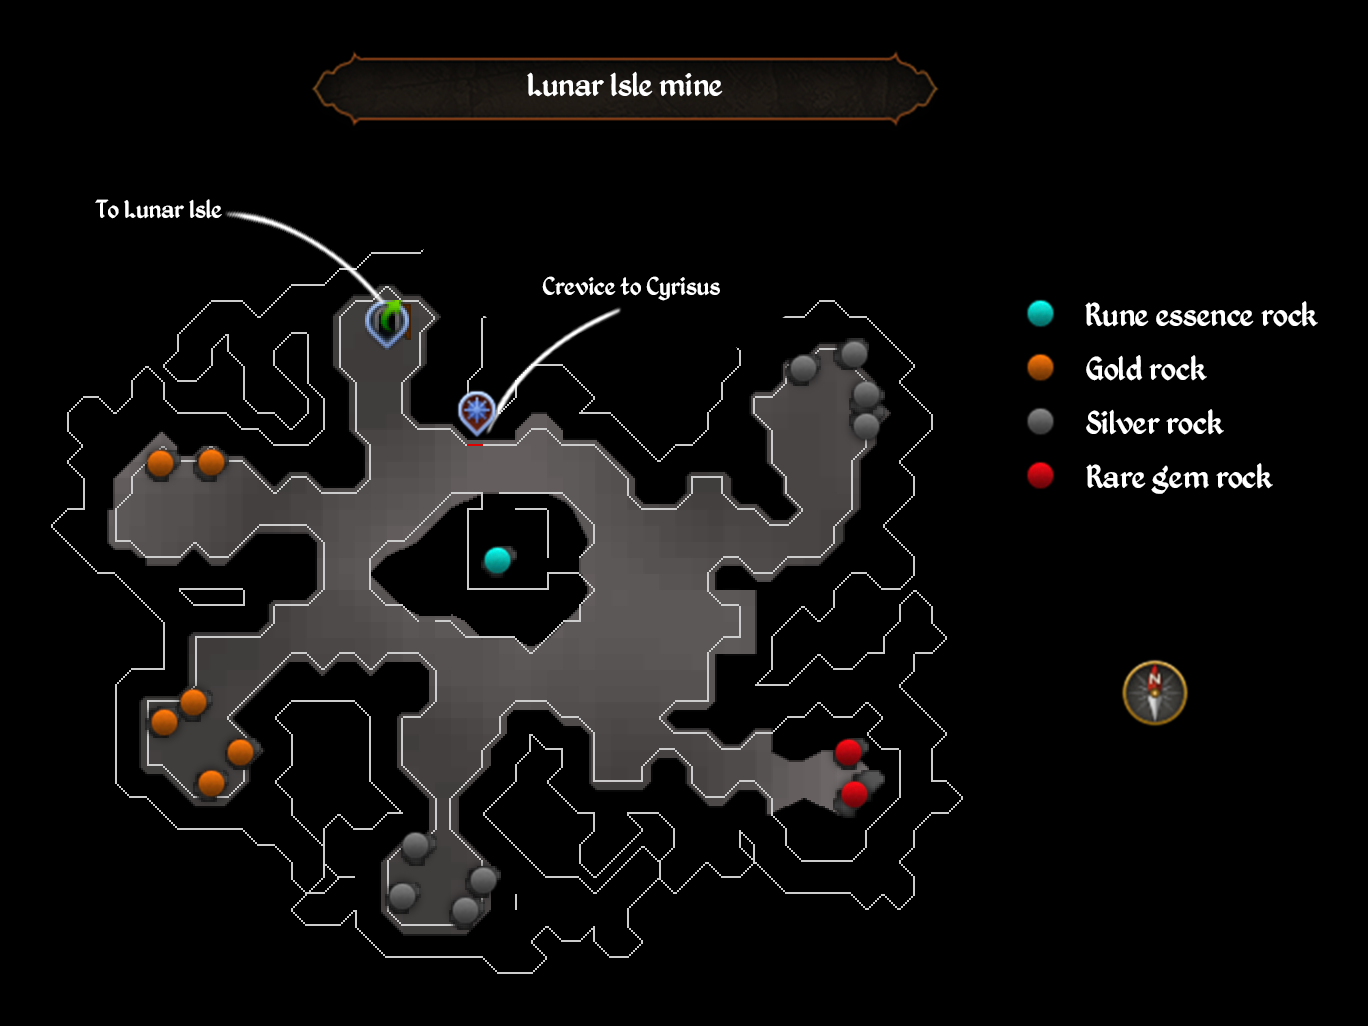 Lunar Isle mine
To Lunar Isle
Crevice to Cyrisus
Rune essence rock
Gold rock
Silver rock
Rare gem rock
N